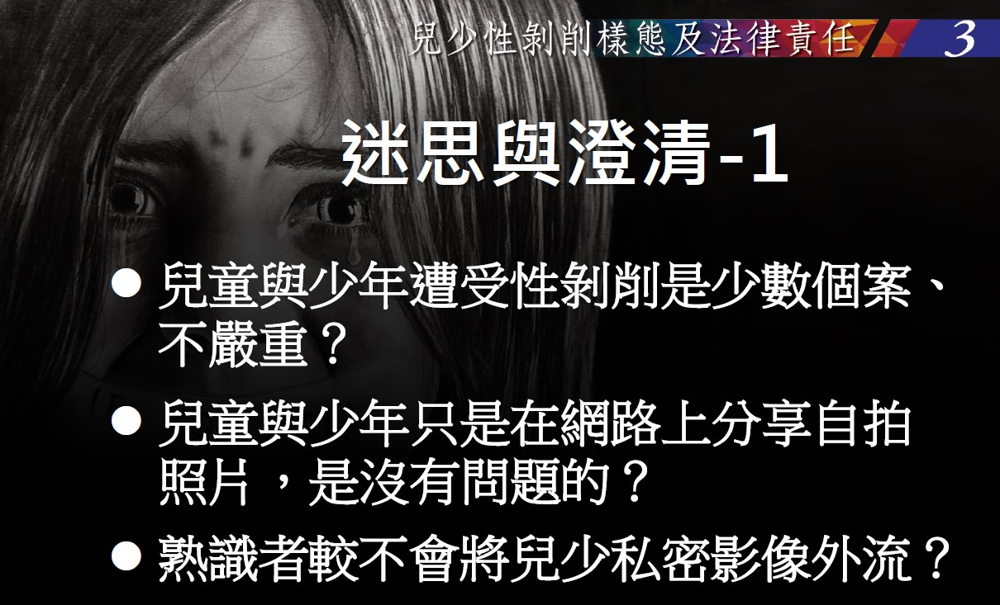 兒少性剝削樣態及法律責任 3
迷思與澄清-1
● 兒童與少年遭受性剝削是少數個案、
不嚴重？
● 兒童與少年只是在網路上分享自拍
照片，是沒有問題的？
● 熟識者較不會將兒少私密影像外流？